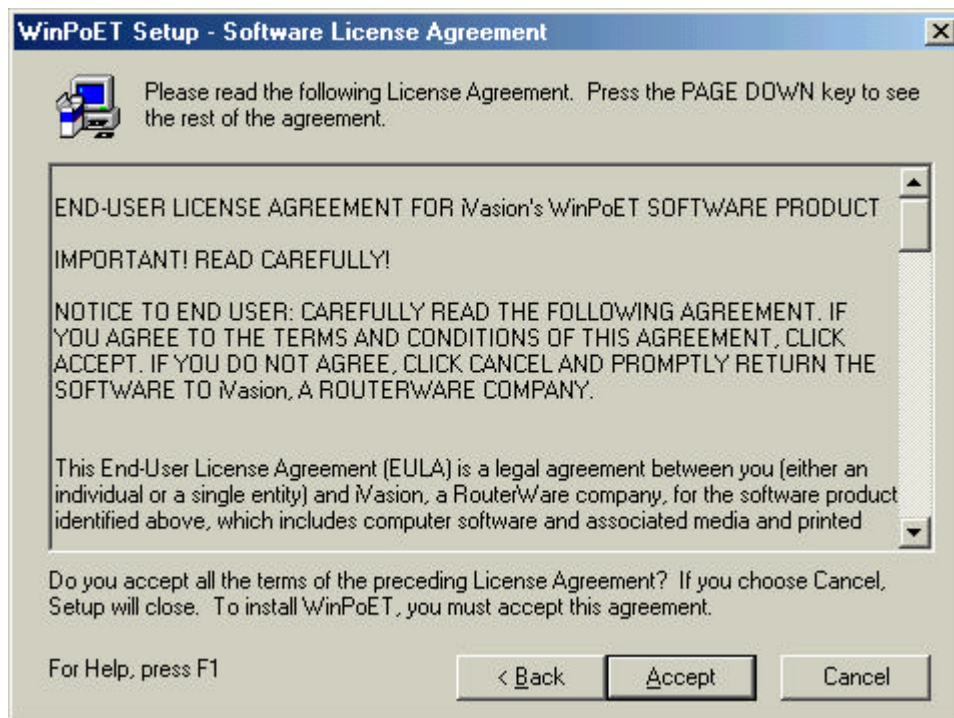 WinPoET Setup - Software License Agreement
Please read the following License Agreement. Press the PAGE DOWN key to see
the rest of the agreement.
END-USER LICENSE AGREEMENT FOR iVasion's WinPoET SOFTWARE PRODUCT
IMPORTANT! READ CAREFULLY!
NOTICE TO END USER: CAREFULLY READ THE FOLLOWING AGREEMENT. IF
YOU AGREE TO THE TERMS AND CONDITIONS OF THIS AGREEMENT, CLICK
ACCEPT. IF YOU DO NOT AGREE, CLICK CANCEL AND PROMPTLY RETURN THE
SOFTWARE TO iVasion, A ROUTERWARE COMPANY.
This End-User License Agreement (EULA) is a legal agreement between you (either an
individual or a single entity) and iVasion, a RouterWare company, for the software product
identified above, which includes computer software and associated media and printed
Do you accept all the terms of the preceding License Agreement? If you choose Cancel,
Setup will close. To install WinPoET, you must accept this agreement.
For Help, press F1
< Back
Accept
Cancel